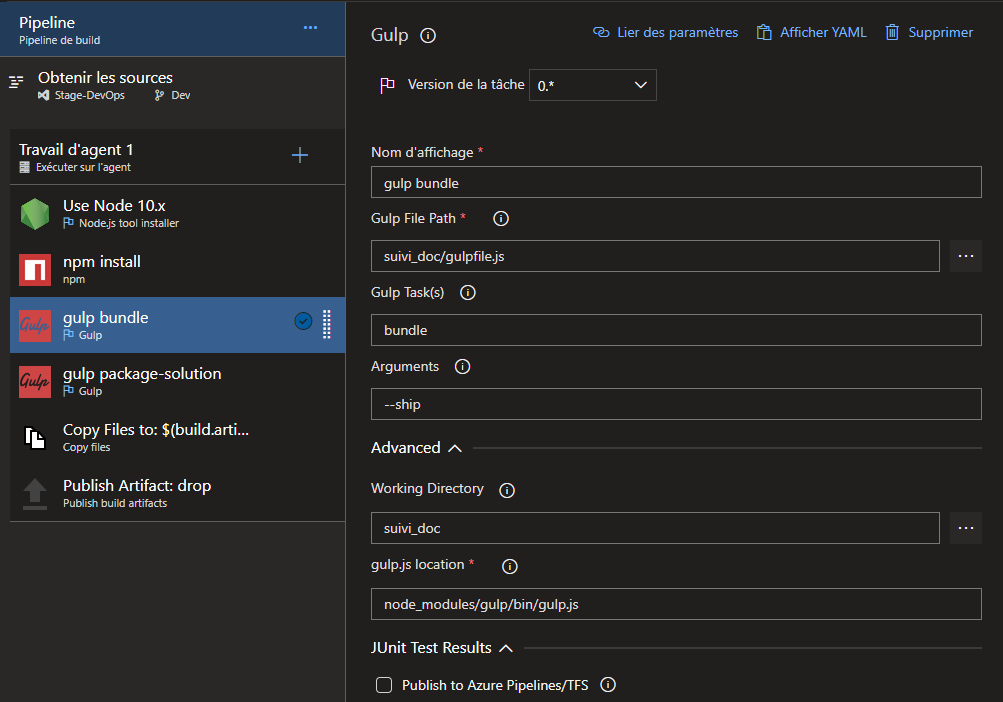 Pipeline
...
Pipeline de build
Obtenir les sources
Stage-DevOps Dev
Travail d'agent 1
Exécuter sur l'agent
Use Node 10.x
Node.js tool installer
npm install
npm
Gulp
gulp bundle
Gulp
Gulp
gulp package-solution
Gulp
Copy Files to: $(build.arti...
Copy files
Publish Artifact: drop
Publish build artifacts
Gulp
Lier des paramètres Afficher YAML Supprimer
Version de la tâche 0.*
Nom d'affichage *
gulp bundle
Gulp File Path *
suivi_doc/gulpfile.js
...
Gulp Task(s)
bundle
Arguments
--ship
Advanced
Working Directory
suivi_doc
...
gulp.js location *
node_modules/gulp/bin/gulp.js
JUnit Test Results
Publish to Azure Pipelines/TFS